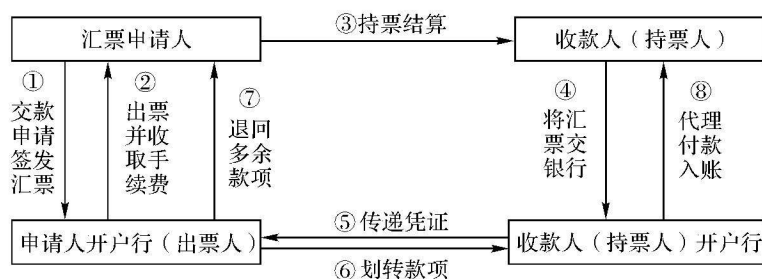 汇票申请人
③持票结算
收款人（持票人）
①
交款
申请
签发
汇票
②
出票
并收
取手
续费
⑦
退回
多余
款项
④
将汇
票交
银行
⑧
代理
付款
入账
申请人开户行（出票人）
⑤传递凭证
⑥划转款项
收款人（持票人）开户行